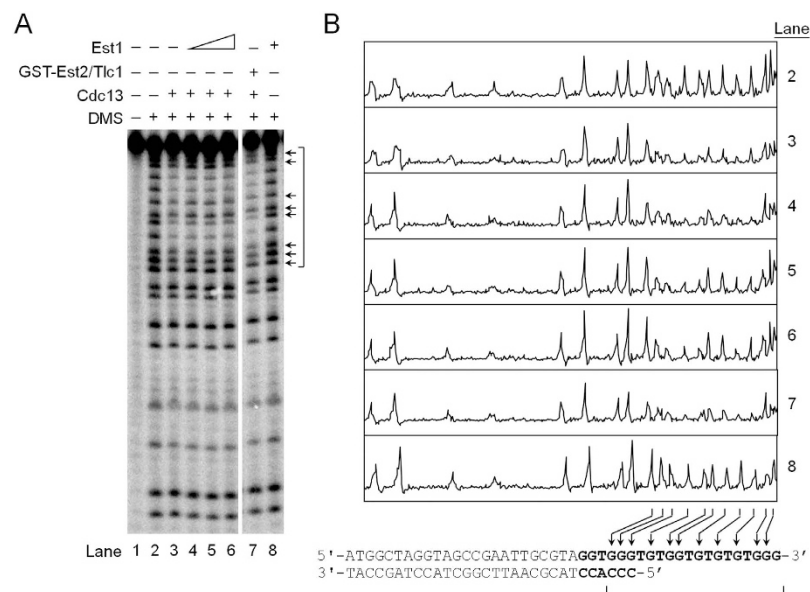 A
Est1 – – – – +
GST-Est2/Tlc1 – – – – – – + –
Cdc13 – – + + + + + –
DMS – + + + + + + +
Lane 1 2 3 4 5 6 7 8
B
Lane
2
3
4
5
6
7
8
5'-ATGGCTAGGTAGCCGAATTGCGTAGGTGGGTGTGGTGTGTGTGGG-3'
3'-TACCGATCCATCGGCTTAACGCATCCACCC-5'